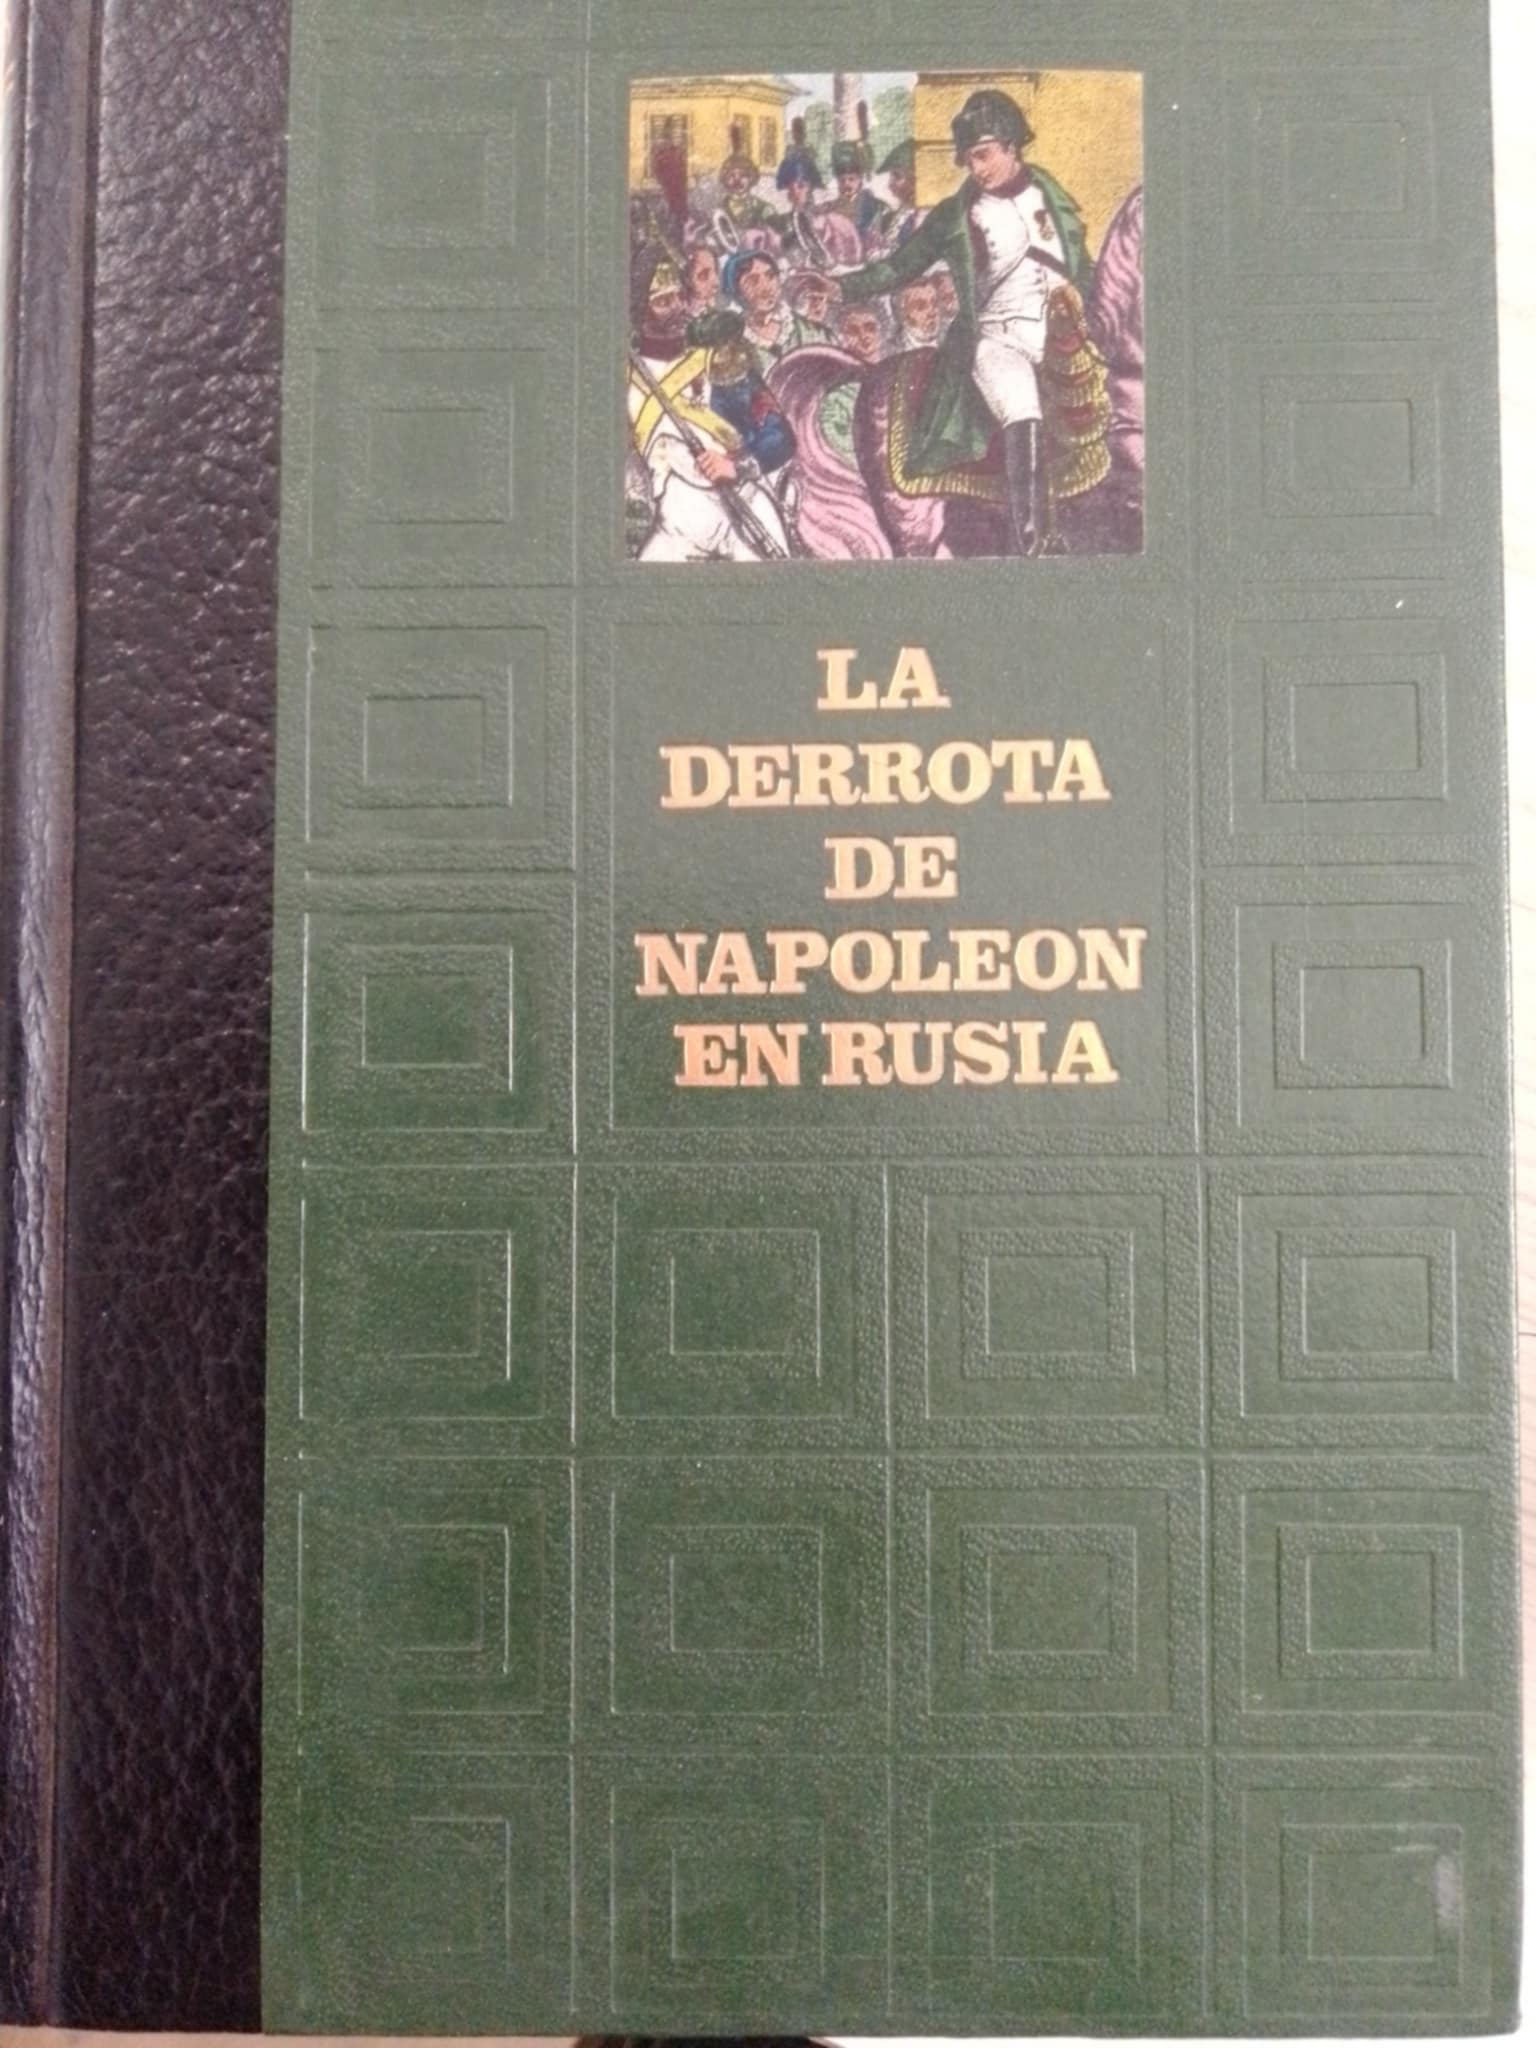 LA
DERROTA
DE
NAPOLEON
EN RUSIA